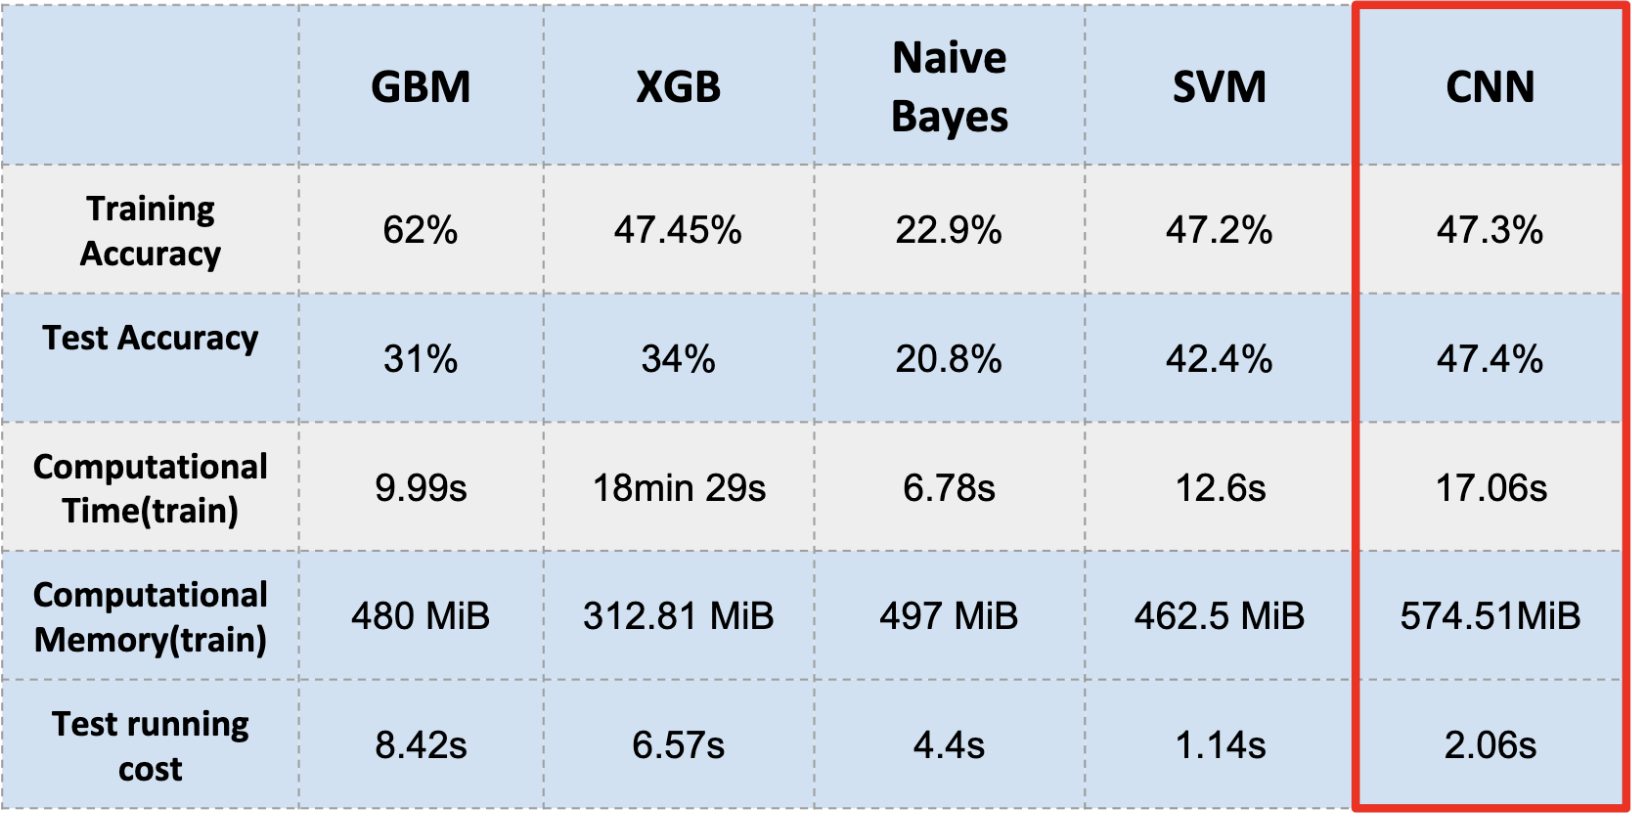 GBM XGB Naive Bayes SVM CNN
Training Accuracy 62% 47.45% 22.9% 47.2% 47.3%
Test Accuracy 31% 34% 20.8% 42.4% 47.4%
Computational Time(train) 9.99s 18min 29s 6.78s 12.6s 17.06s
Computational Memory(train) 480 MiB 312.81 MiB 497 MiB 462.5 MiB 574.51MiB
Test running cost 8.42s 6.57s 4.4s 1.14s 2.06s